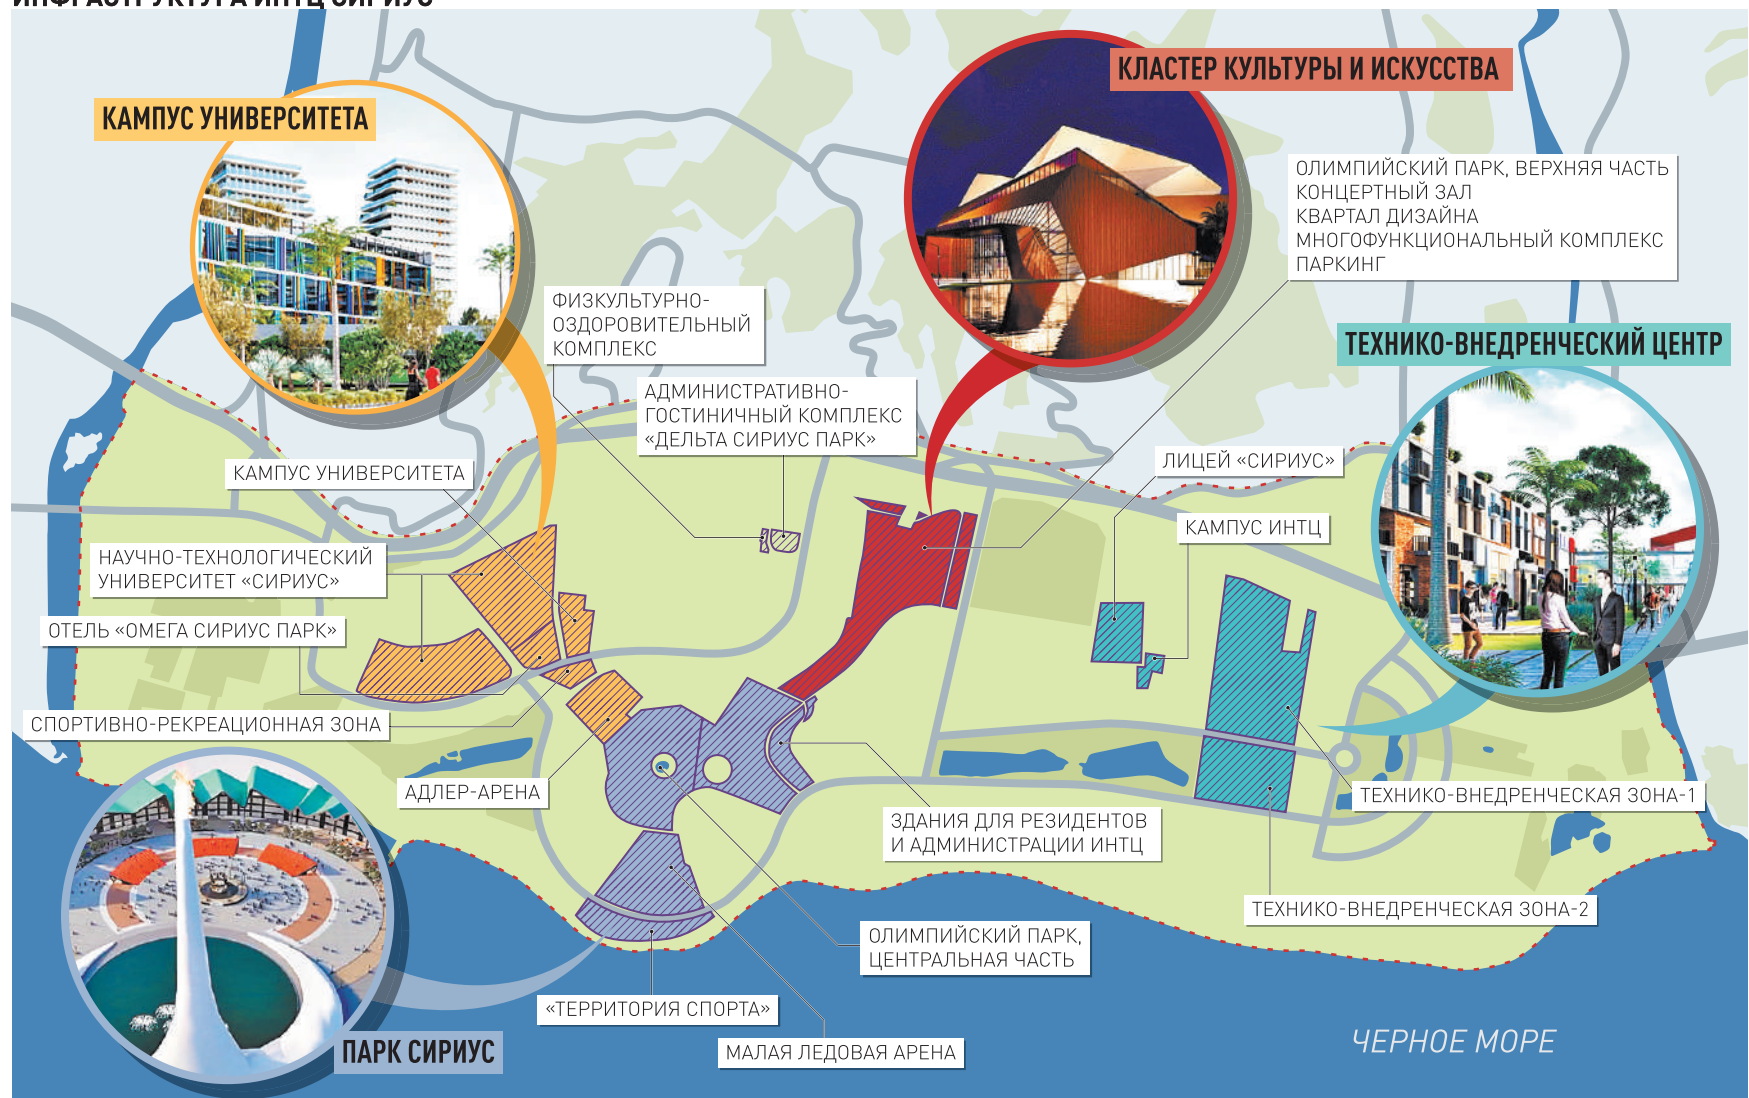 ИНФРАСТРУКТУРА ИНТЦ СИРИУС
КАМПУС УНИВЕРСИТЕТА
КЛАСТЕР КУЛЬТУРЫ И ИСКУССТВА
ОЛИМПИЙСКИЙ ПАРК, ВЕРХНЯЯ ЧАСТЬ
КОНЦЕРТНЫЙ ЗАЛ
КВАРТАЛ ДИЗАЙНА
МНОГОФУНКЦИОНАЛЬНЫЙ КОМПЛЕКС
ПАРКИНГ
ФИЗКУЛЬТУРНО-
ОЗДОРОВИТЕЛЬНЫЙ
КОМПЛЕКС
ТЕХНИКО-ВНЕДРЕНЧЕСКИЙ ЦЕНТР
АДМИНИСТРАТИВНО-
ГОСТИНИЧНЫЙ КОМПЛЕКС
«ДЕЛЬТА СИРИУС ПАРК»
КАМПУС УНИВЕРСИТЕТА
ЛИЦЕЙ «СИРИУС»
КАМПУС ИНТЦ
НАУЧНО-ТЕХНОЛОГИЧЕСКИЙ
УНИВЕРСИТЕТ «СИРИУС»
ОТЕЛЬ «ОМЕГА СИРИУС ПАРК»
СПОРТИВНО-РЕКРЕАЦИОННАЯ ЗОНА
АДЛЕР-АРЕНА
ТЕХНИКО-ВНЕДРЕНЧЕСКАЯ ЗОНА-1
ЗДАНИЯ ДЛЯ РЕЗИДЕНТОВ
И АДМИНИСТРАЦИИ ИНТЦ
ТЕХНИКО-ВНЕДРЕНЧЕСКАЯ ЗОНА-2
ОЛИМПИЙСКИЙ ПАРК,
ЦЕНТРАЛЬНАЯ ЧАСТЬ
«ТЕРРИТОРИЯ СПОРТА»
МАЛАЯ ЛЕДОВАЯ АРЕНА
ПАРК СИРИУС
ЧЕРНОЕ МОРЕ